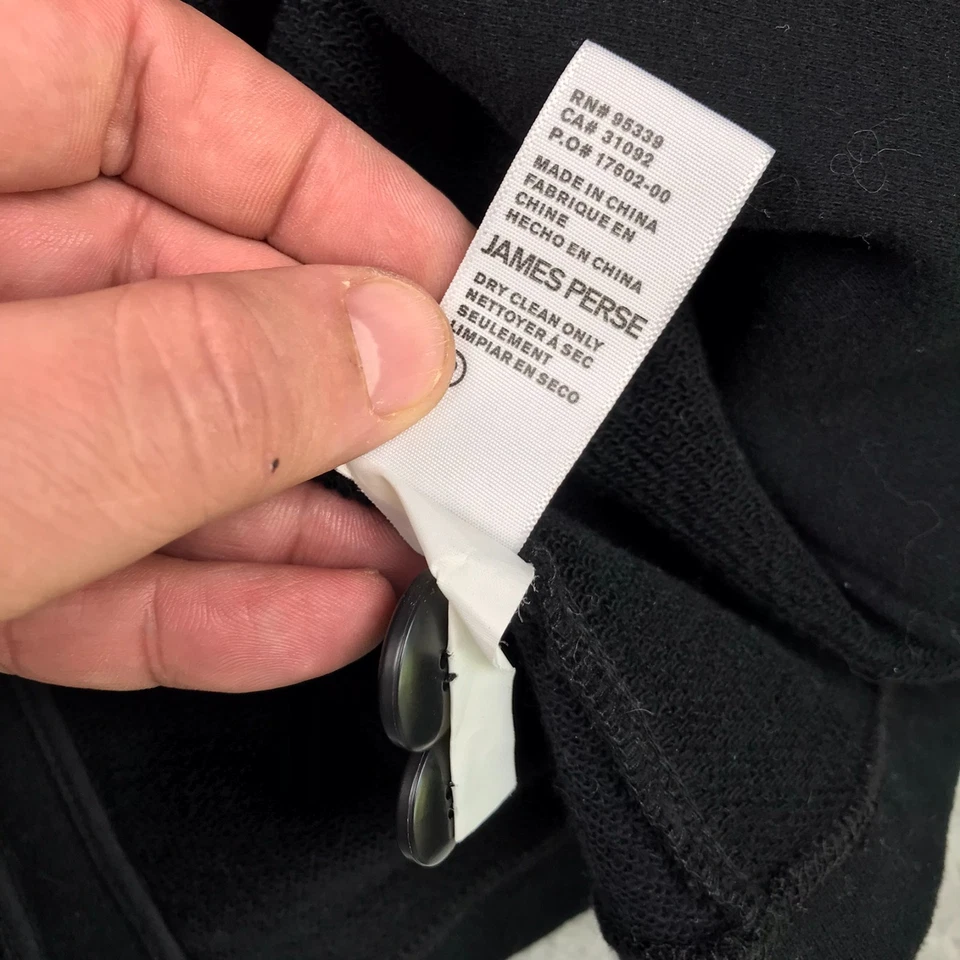 RN# 95339
CA# 31092
P.O# 17602-00
MADE IN CHINA
FABRIQUE EN
CHINE
HECHO EN CHINA
JAMES PERSE
DRY CLEAN ONLY
NETTOYER À SEC
SEULEMENT
LIMPIAR EN SECO